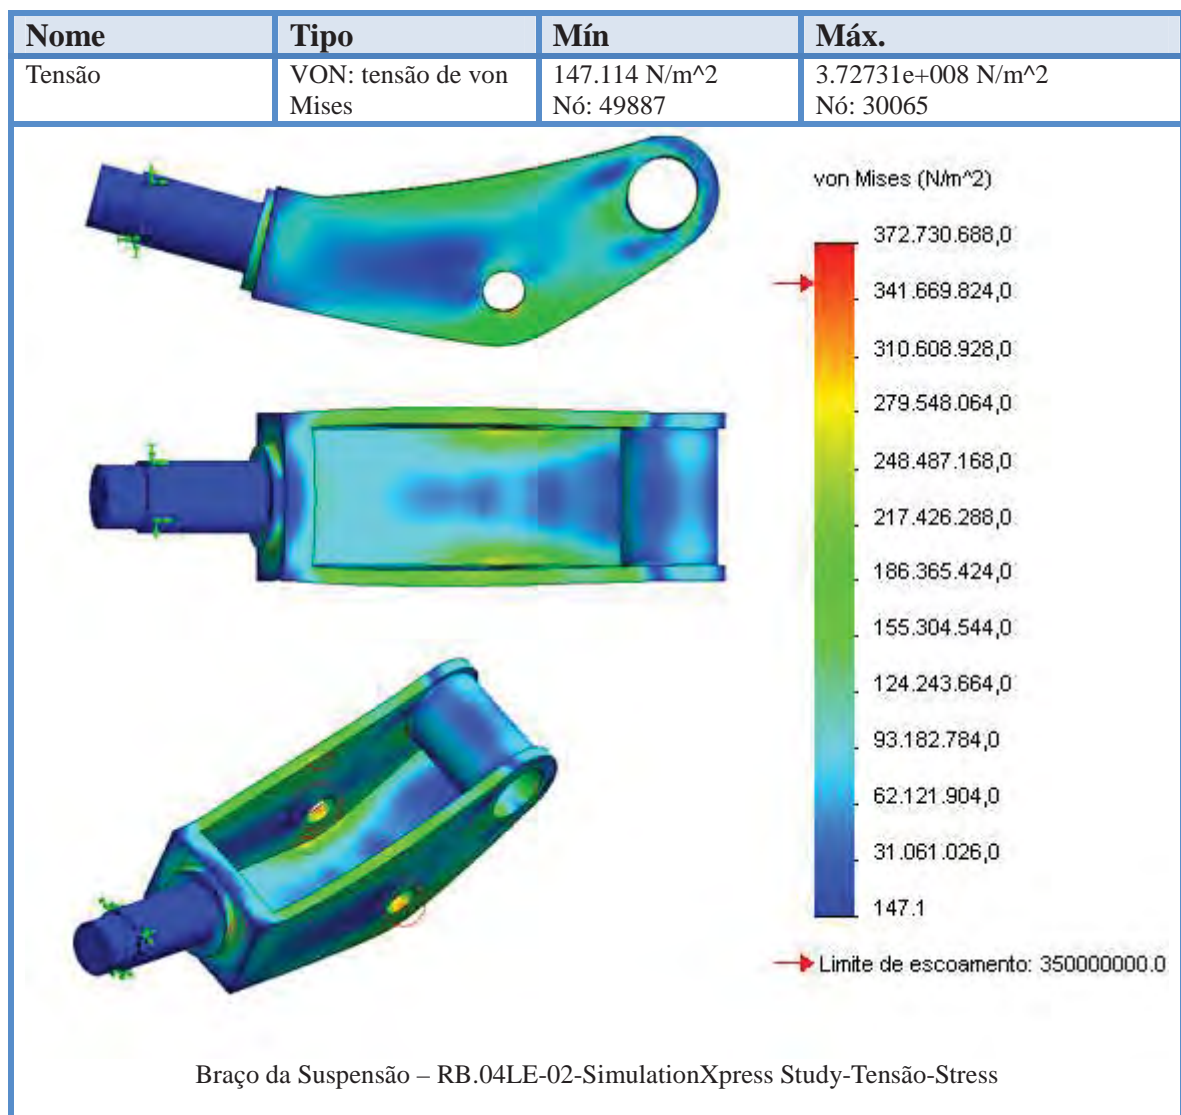 Nome Tipo Mín Máx.
Tensão VON: tensão de von 147.114 N/m^2 3.72731e+008 N/m^2
Mises Nó: 49887 Nó: 30065
von Mises (N/m^2)
372.730.688,0
341.669.824,0
310.608.928,0
279.548.064,0
248.487.168,0
217.426.288,0
186.365.424,0
155.304.544,0
124.243.664,0
93.182.784,0
62.121.904,0
31.061.026,0
147.1
Limite de escoamento: 350000000.0
Braço da Suspensão – RB.04LE-02-SimulationXpress Study-Tensão-Stress